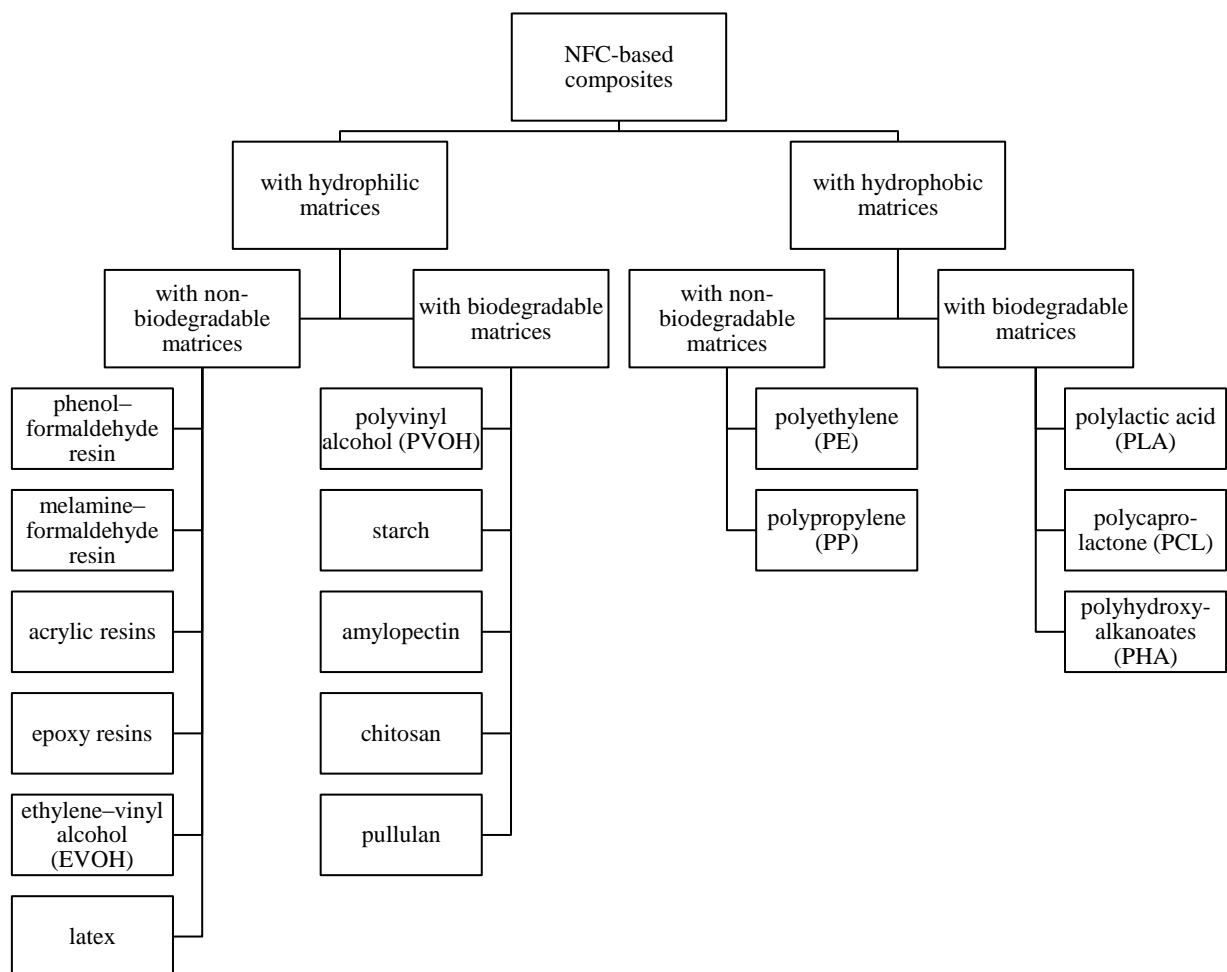 NFC-based
composites
with hydrophilic
matrices
with hydrophobic
matrices
with non-
biodegradable
matrices
with biodegradable
matrices
with non-
biodegradable
matrices
with biodegradable
matrices
phenol–
formaldehyde
resin
melamine–
formaldehyde
resin
acrylic resins
epoxy resins
ethylene–vinyl
alcohol
(EVOH)
latex
polyvinyl
alcohol (PVOH)
starch
amylopectin
chitosan
pullulan
polyethylene
(PE)
polypropylene
(PP)
polylactic acid
(PLA)
polycapro-
lactone (PCL)
polyhydroxy-
alkanoates
(PHA)